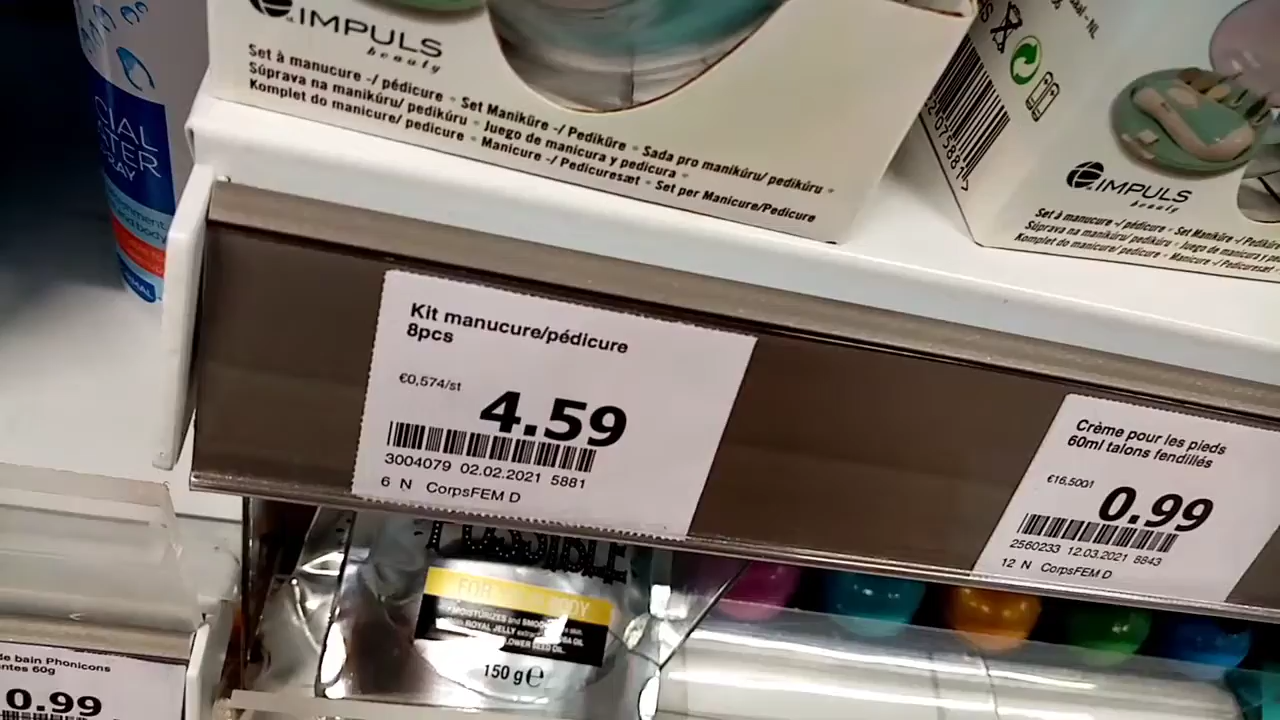 IMPULS
beauty
Set à manucure -/ pédicure • Set Maniküre -/ Pediküre • Sada pro manikúru/ pedikúru •
Súprava na manikúru/ pedikúru • Juego de manicura y pedicura •
Komplet do manicure/ pedicure • Manicure -/ Pedicuresæt • Set per Manicure/Pedicure
IMPULS
beauty
Set à manucure -/ pédicure • Set Maniküre -/
Súprava na manikúru/ pedikúru • Juego de manicura y
Komplet do manicure/ pedicure • Manicure -/ Pedicuresæt •
Kit manucure/pédicure
8pcs
€0,574/st
4.59
3004079 02.02.2021 5881
6 N CorpsFEM D
Crème pour les pieds
60ml talons fendillés
€16,500/l
0.99
2560233 12.03.2021 8843
12 N CorpsFEM D
FOR BODY
MOISTURIZES and
ROYAL JELLY
150 g e
de bain Phonicons
60g
0.99